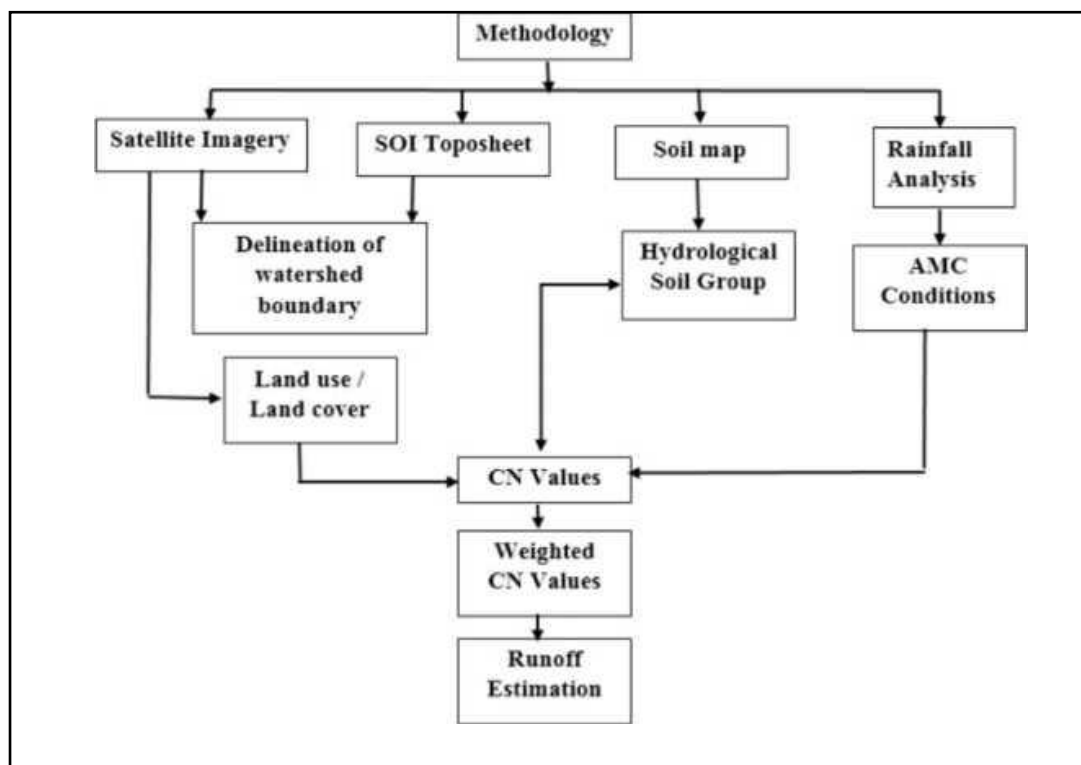 Methodology
Satellite Imagery
SOI Toposheet
Soil map
Rainfall
Analysis
Delineation of
watershed
boundary
Hydrological
Soil Group
AMC
Conditions
Land use /
Land cover
CN Values
Weighted
CN Values
Runoff
Estimation